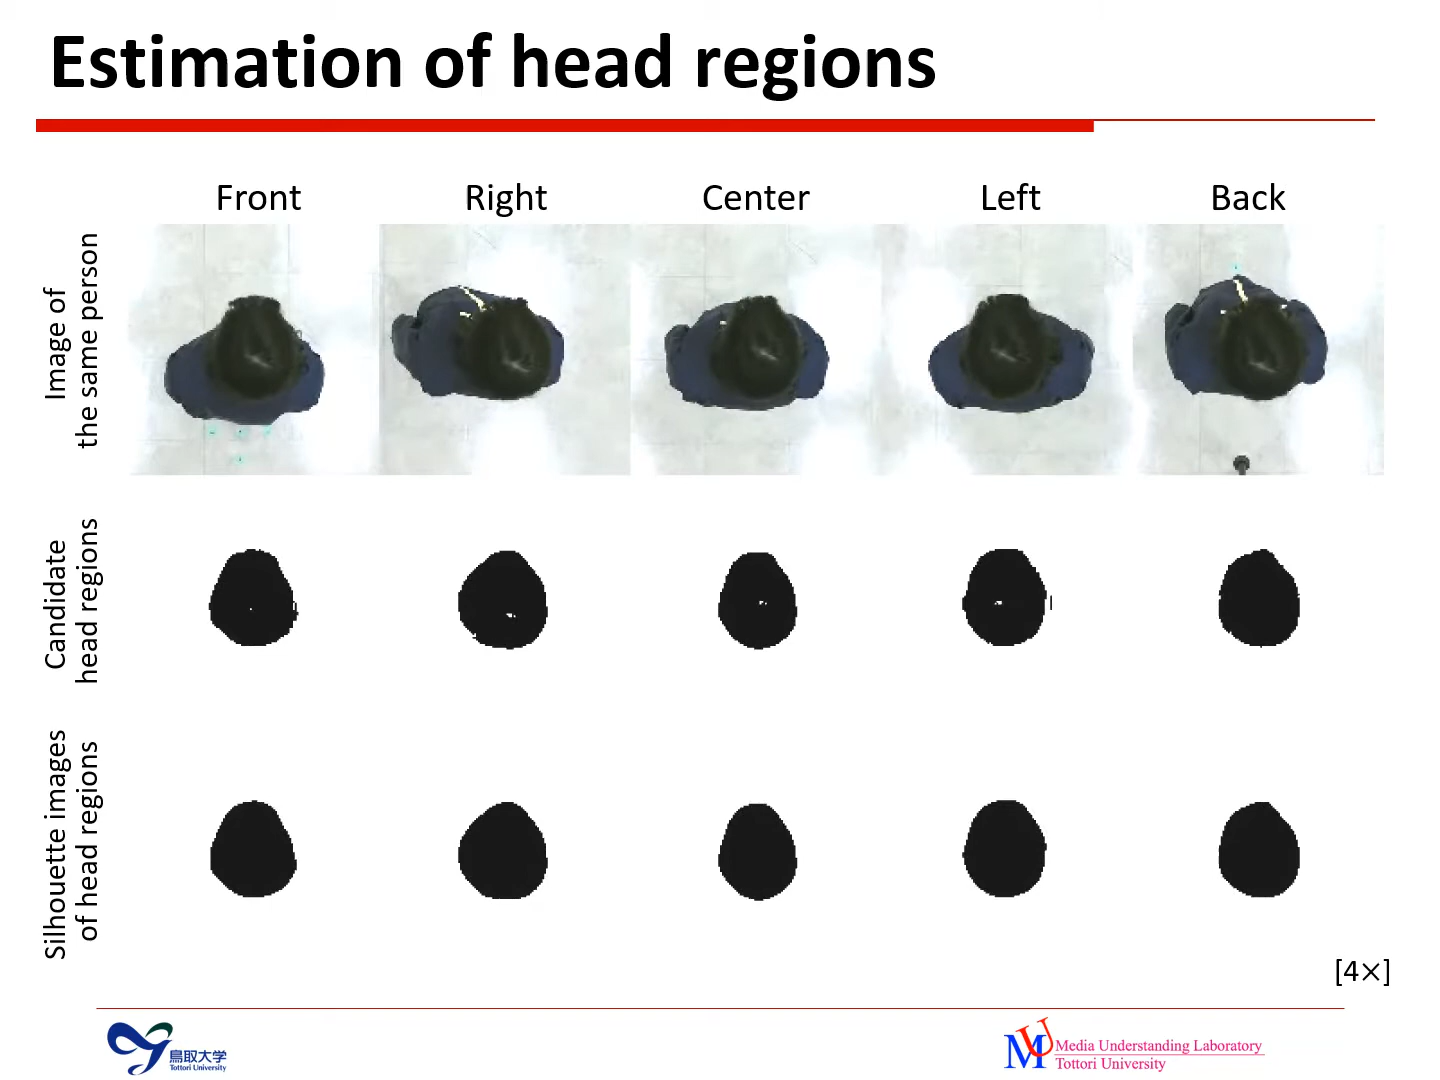 Estimation of head regions
Front Right Center Left Back
Image of
the same person
Candidate
head regions
Silhouette images
of head regions
[4×]
鳥取大学
Tottori University
MU
Media Understanding Laboratory
Tottori University